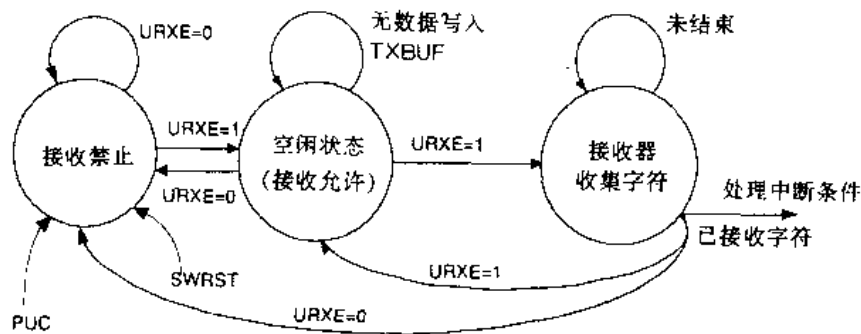 URXE=0
无数据写入
TXBUF
未结束
接收禁止
URXE=1
URXE=0
空闲状态
(接收允许)
URXE=1
接收器
收集字符
处理中断条件
已接收字符
URXE=1
SWRST
URXE=0
PUC